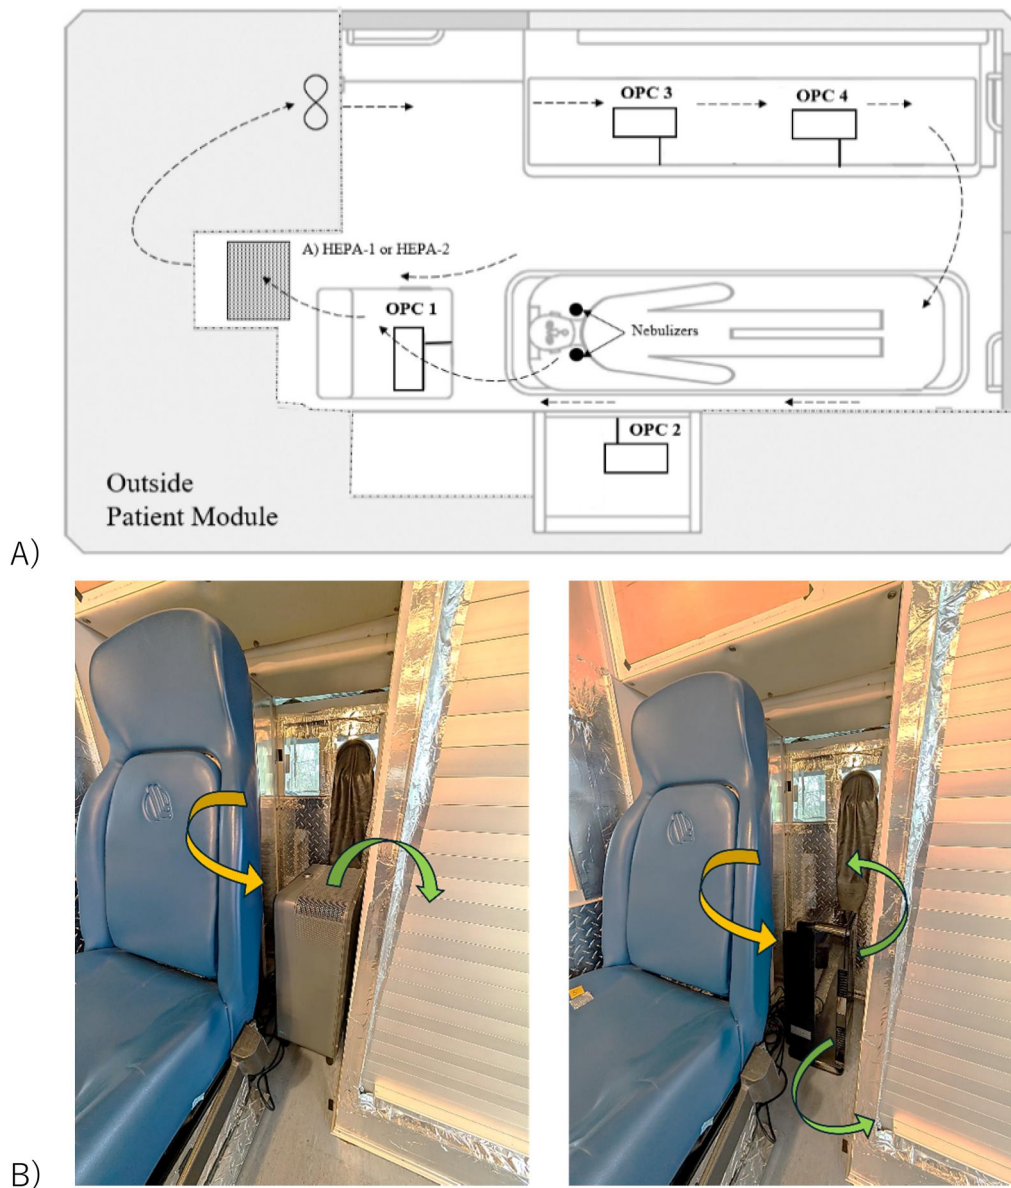 OPC 3
OPC 4
A) HEPA-1 or HEPA-2
OPC 1
Nebulizers
OPC 2
Outside
Patient Module
A)
B)